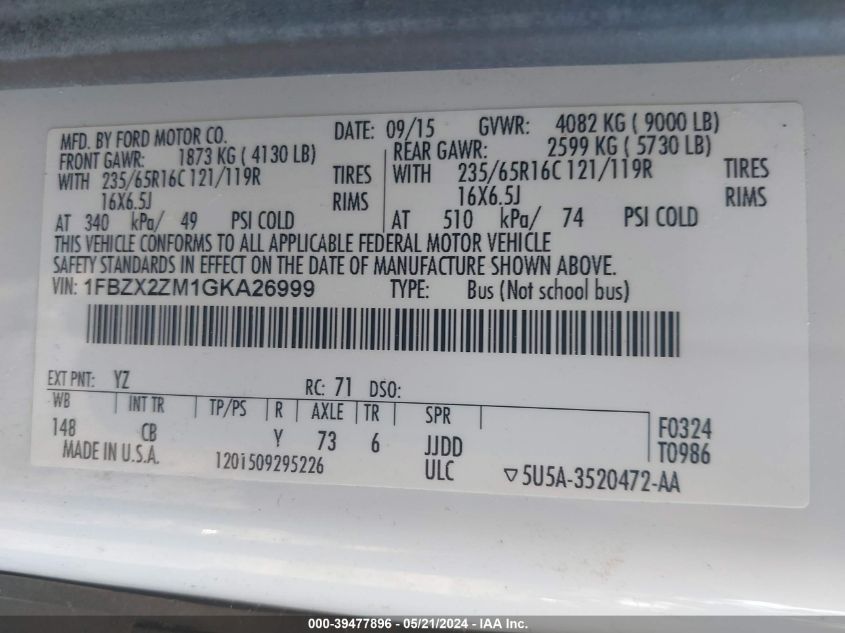 MFD. BY FORD MOTOR CO. DATE: 09/15 GVWR: 4082 KG ( 9000 LB)
FRONT GAWR: 1873 KG ( 4130 LB) REAR GAWR: 2599 KG ( 5730 LB)
WITH 235/65R16C 121/119R TIRES WITH 235/65R16C 121/119R TIRES
16X6.5J RIMS 16X6.5J RIMS
AT 340 kPa/ 49 PSI COLD AT 510 kPa/ 74 PSI COLD
THIS VEHICLE CONFORMS TO ALL APPLICABLE FEDERAL MOTOR VEHICLE
SAFETY STANDARDS IN EFFECT ON THE DATE OF MANUFACTURE SHOWN ABOVE.
VIN: 1FBZX2ZM1GKA26999 TYPE: Bus (Not school bus)
EXT PNT: YZ RC: 71 DSO:
WB INT TR TP/PS R AXLE TR SPR
148 CB Y 73 6 JJDD F0324
MADE IN U.S.A. 1201509295226 ULC ▽5U5A-3520472-AA T0986
000-39477896 - 05/21/2024 - IAA Inc.